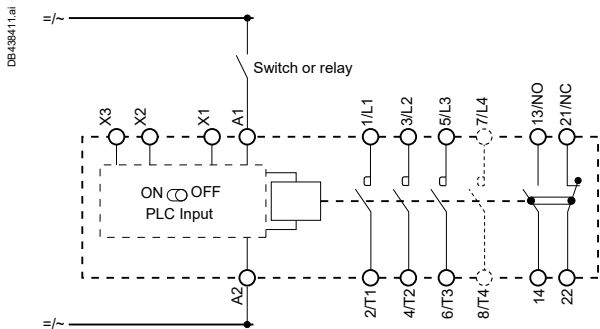 DB438411.ai
=/~
Switch or relay
X3
X2
X1
A1
1/L1
3/L2
5/L3
7/L4
13/NO
21/NC
ON OFF
PLC Input
A2
2/T1
4/T2
6/T3
8/T4
14
22
=/~